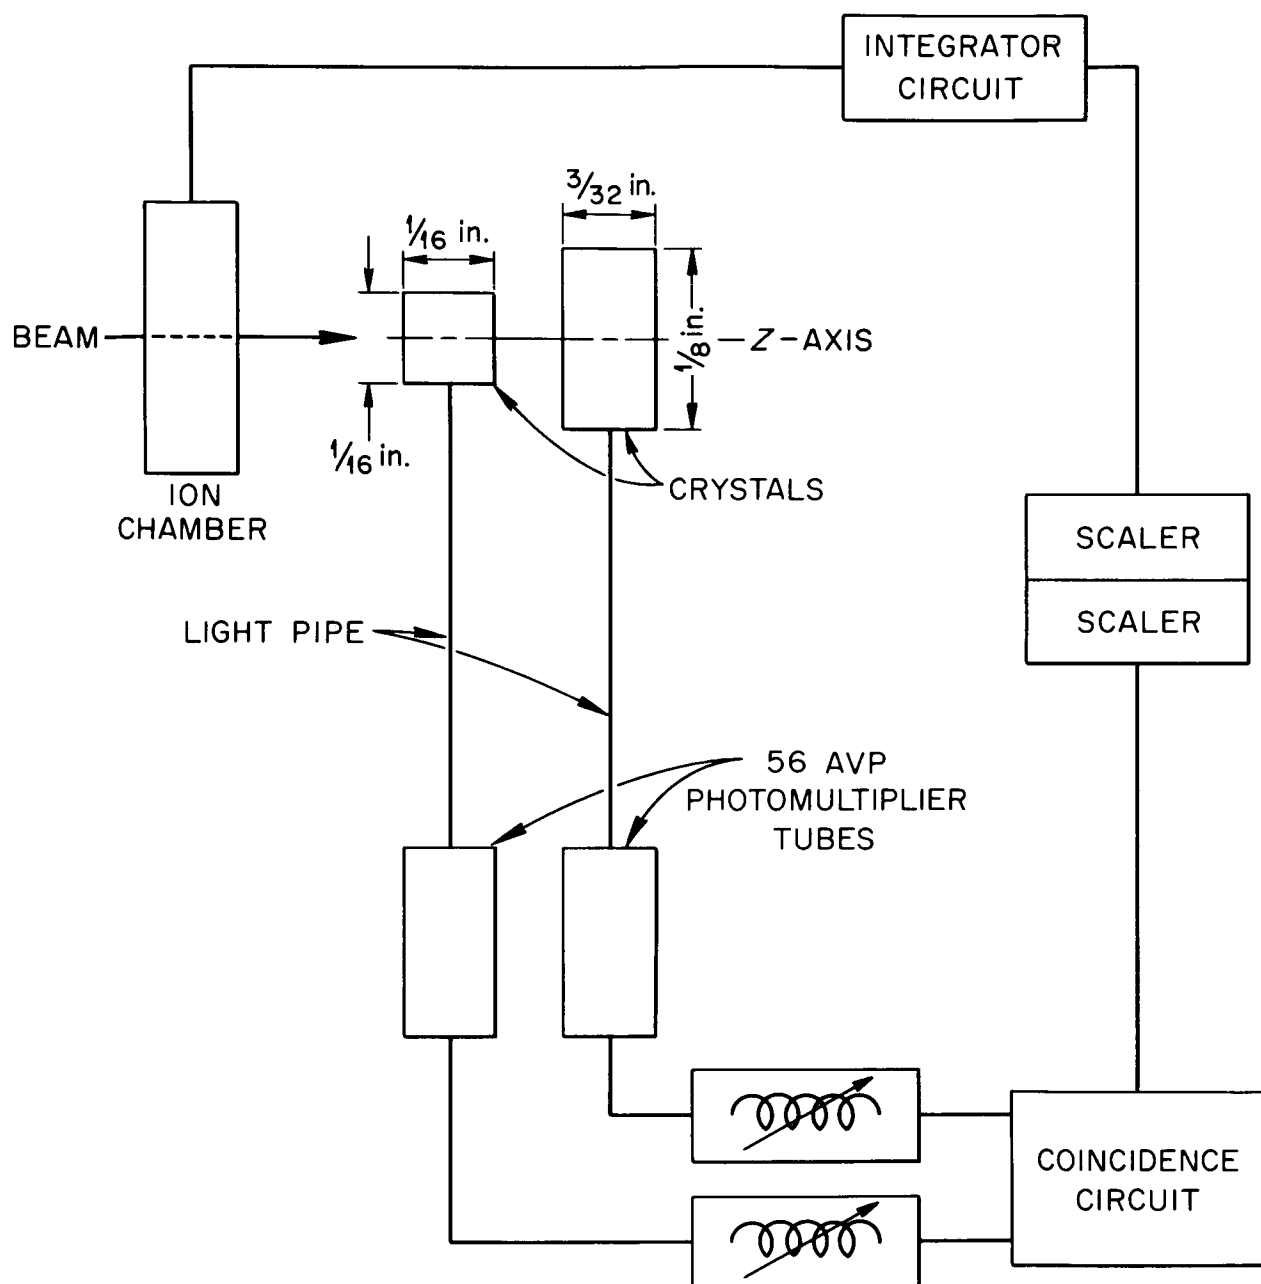 INTEGRATOR
CIRCUIT
3/32 in.
1/16 in.
BEAM
1/8 in.
Z-AXIS
1/16 in.
CRYSTALS
ION
CHAMBER
SCALER
SCALER
LIGHT PIPE
56 AVP
PHOTOMULTIPLIER
TUBES
COINCIDENCE
CIRCUIT